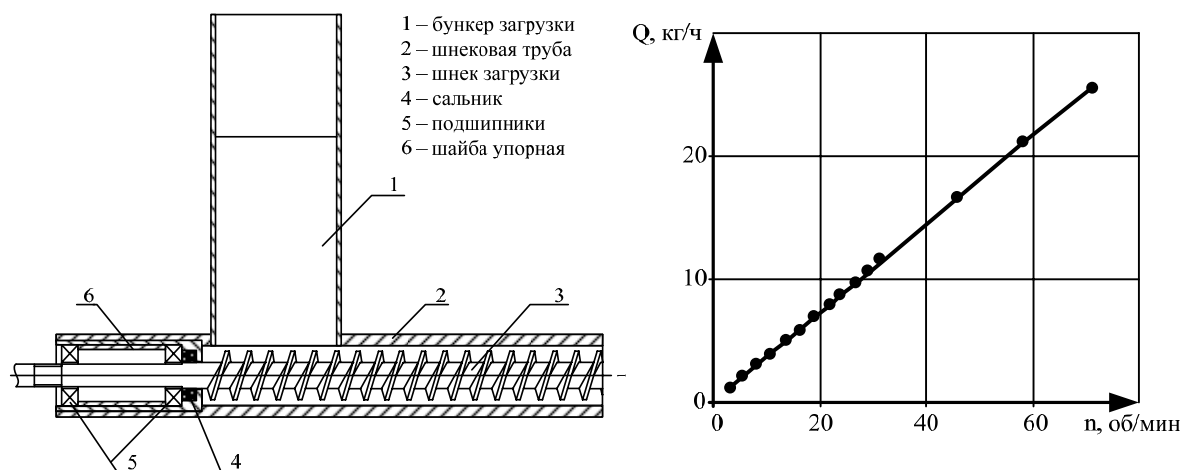 1 – бункер загрузки
2 – шнековая труба
3 – шнек загрузки
4 – сальник
5 – подшипники
6 – шайба упорная
1
6
2
3
5
4
Q, кг/ч
20
10
0
0
20
40
60
n, об/мин